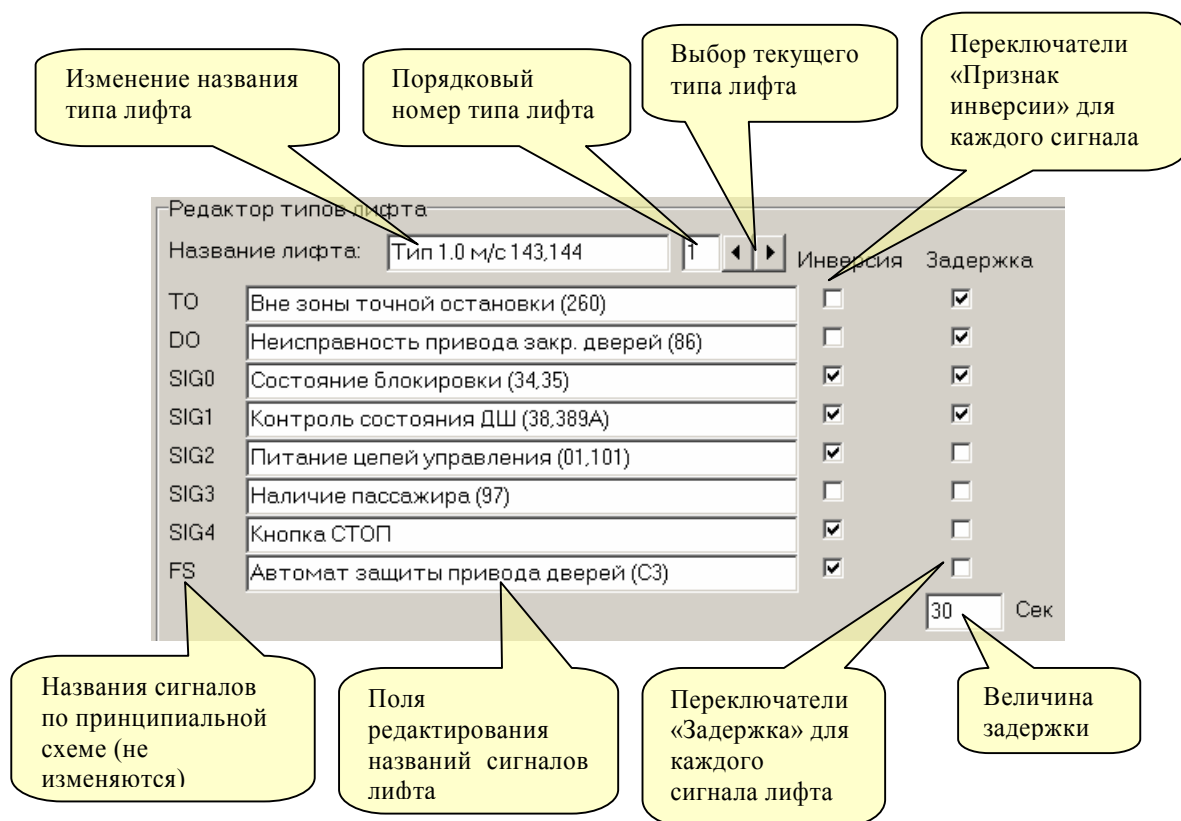 Изменение названия
типа лифта
Порядковый
номер типа лифта
Выбор текущего
типа лифта
Переключатели
«Признак
инверсии» для
каждого сигнала
Редактор типов лифта
Название лифта: Тип 1.0 м/с 143,144 1 Инверсия Задержка
TO Вне зоны точной остановки (260)
DO Неисправность привода закр. дверей (86)
SIG0 Состояние блокировки (34,35)
SIG1 Контроль состояния ДШ (38,389А)
SIG2 Питание цепей управления (01,101)
SIG3 Наличие пассажира (97)
SIG4 Кнопка СТОП
FS Автомат защиты привода дверей (С3)
30 Сек
Названия сигналов
по принципиальной
схеме (не
изменяются)
Поля
редактирования
названий сигналов
лифта
Переключатели
«Задержка» для
каждого
сигнала лифта
Величина
задержки